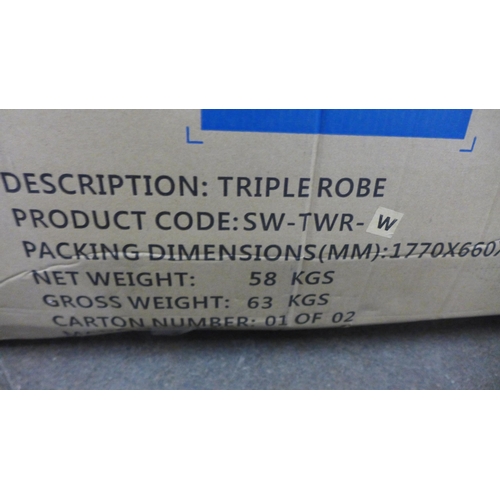 DESCRIPTION: TRIPLE ROBE
PRODUCT CODE: SW-TWR-W
PACKING DIMENSIONS(MM):1770X660X
NET WEIGHT: 58 KGS
GROSS WEIGHT: 63 KGS
CARTON NUMBER: 01 OF 02